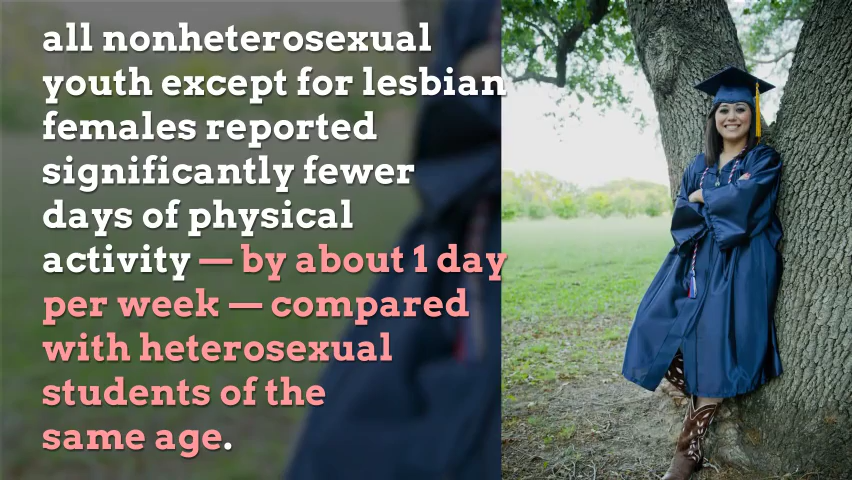 all nonheterosexual
youth except for lesbian
females reported
significantly fewer
days of physical
activity — by about 1 day
per week — compared
with heterosexual
students of the
same age.